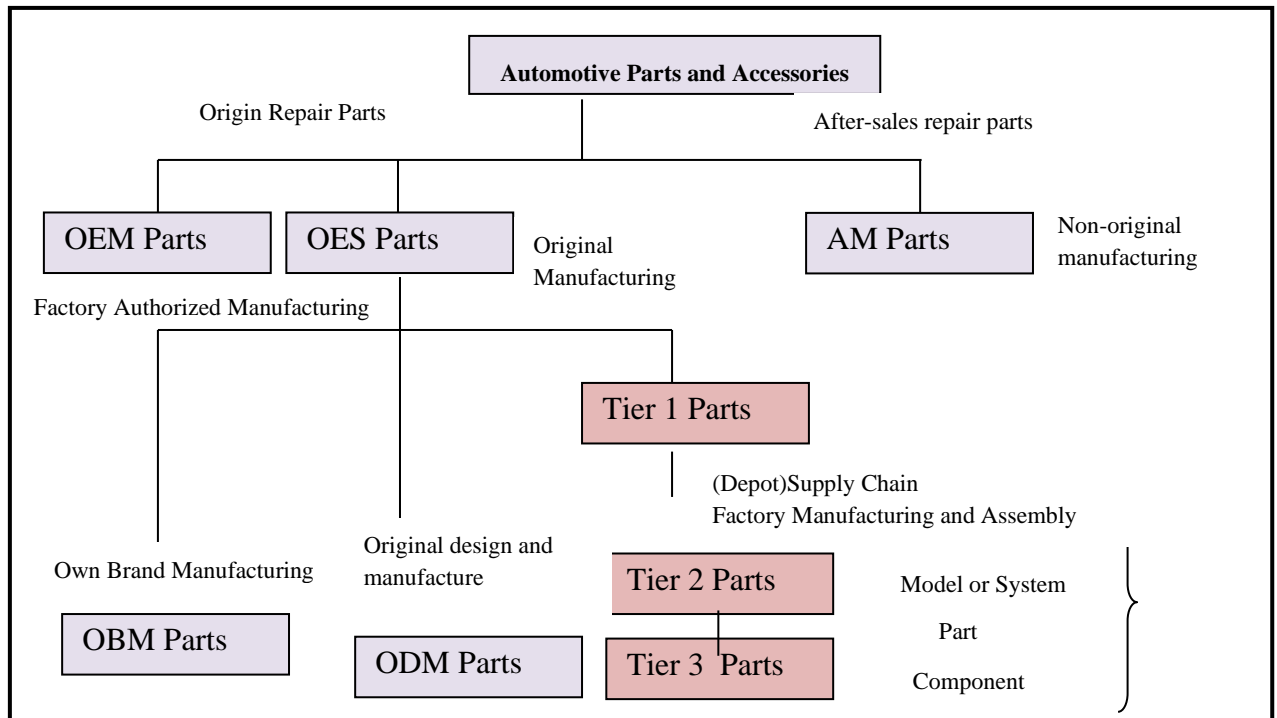 Automotive Parts and Accessories
Origin Repair Parts
After-sales repair parts
OEM Parts
OES Parts
Original
Manufacturing
AM Parts
Non-original
manufacturing
Factory Authorized Manufacturing
Tier 1 Parts
(Depot)Supply Chain
Factory Manufacturing and Assembly
Own Brand Manufacturing
Original design and
manufacture
Tier 2 Parts
Model or System
OBM Parts
Part
ODM Parts
Tier 3 Parts
Component